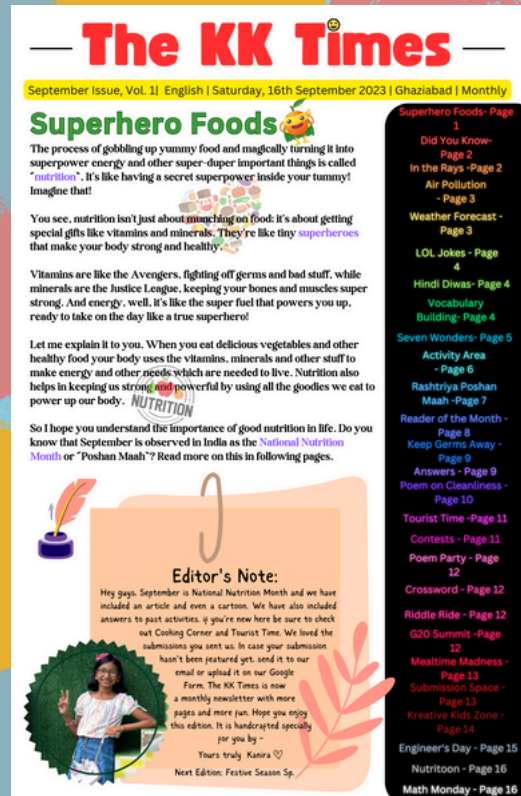 The KK Times
September Issue, Vol. 1| English | Saturday, 16th September 2023 | Ghaziabad | Monthly
Superhero Foods
The process of gobbling up yummy food and magically turning it into
superpower energy and other super-duper important things is called
"nutrition". It's like having a secret superpower inside your tummy!
Imagine that!
You see, nutrition isn't just about munching on food; it's about getting
special gifts like vitamins and minerals. They're like tiny superheroes
that make your body strong and healthy.
Vitamins are like the Avengers, fighting off germs and bad stuff, while
minerals are the Justice League, keeping your bones and muscles super
strong. And energy, well, it's like the super fuel that powers you up,
ready to take on the day like a true superhero!
Let me explain it to you. When you eat delicious vegetables and other
healthy food your body uses the vitamins, minerals and other stuff to
make energy and other needs which are needed to live. Nutrition also
helps in keeping us strong and powerful by using all the goodies we eat to
power up our body.
NUTRITION
So I hope you understand the importance of good nutrition in life. Do you
know that September is observed in India as the National Nutrition
Month or "Poshan Maah"? Read more on this in following pages.
Editor's Note:
Hey guys, September is National Nutrition Month and we have
included an article and even a cartoon. We have also included
answers to past activities. if you're new here be sure to check
out Cooking Corner and Tourist Time. We loved the
submissions you sent us. In case your submission
hasn't been featured yet, send it to our
email or upload it on our Google
Form. The KK Times is now
a monthly newsletter with more
pages and more fun. Hope you enjoy
this edition. It is handcrafted specially
for you by -
Yours truly Kanira ♡
Next Edition: Festive Season Sp.
Superhero Foods- Page
1
Did You Know-
Page 2
In the Rays -Page 2
Air Pollution
- Page 3
Weather Forecast -
Page 3
LOL Jokes - Page
4
Hindi Diwas- Page 4
Vocabulary
Building- Page 4
Seven Wonders- Page 5
Activity Area
- Page 6
Rashtriya Poshan
Maah -Page 7
Reader of the Month -
Page 8
Keep Germs Away -
Page 9
Answers - Page 9
Poem on Cleanliness -
Page 10
Tourist Time -Page 11
Contests - Page 11
Poem Party - Page
12
Crossword - Page 12
Riddle Ride - Page 12
G20 Summit -Page
12
Mealtime Madness -
Page 13
Submission Space -
Page 13
Kreative Kids Zone -
Page 14
Engineer's Day - Page 15
Nutritoon - Page 16
Math Monday - Page 16